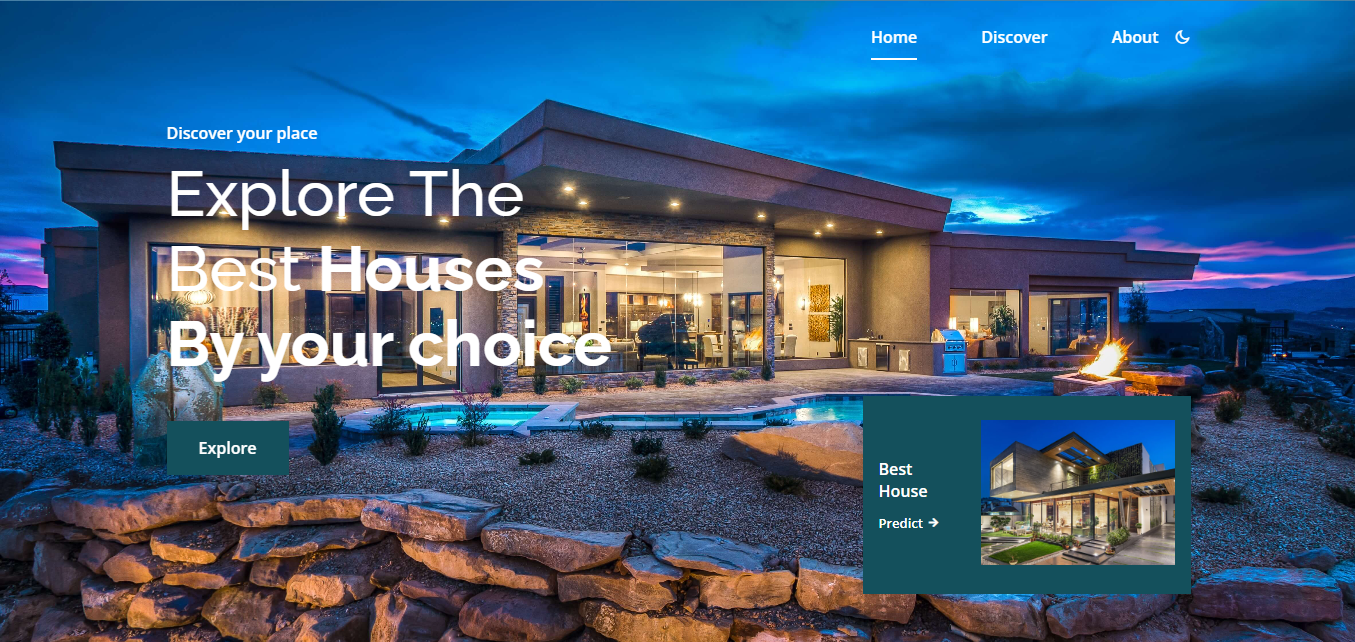 Home Discover About
Discover your place
Explore The
Best Houses
By your choice
Explore
Best
House
Predict